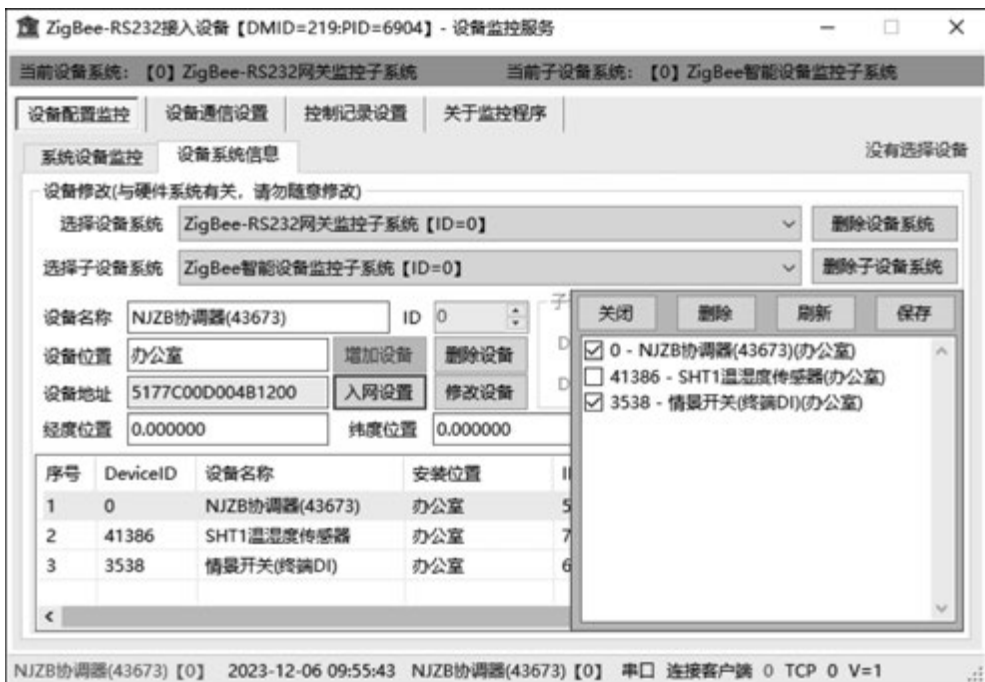 ZigBee-RS232接入设备【DMID=219:PID=6904】- 设备监控服务
当前设备系统: 【0】ZigBee-RS232网关监控子系统 当前子设备系统: 【0】ZigBee智能设备监控子系统
设备配置监控 设备通信设置 控制记录设置 关于监控程序
系统设备监控 设备系统信息 没有选择设备
设备修改(与硬件系统有关, 请勿随意修改)
选择设备系统 ZigBee-RS232网关监控子系统【ID=0】 删除设备系统
选择子设备系统 ZigBee智能设备监控子系统【ID=0】 删除子设备系统
设备名称 NJZB协调器(43673) ID 0 子
设备位置 办公室 增加设备 删除设备 D
设备地址 5177C00D004B1200 入网设置 修改设备 D
经度位置 0.000000 纬度位置 0.000000
关闭 删除 刷新 保存
0 - NJZB协调器(43673)(办公室)
41386 - SHT1温湿度传感器(办公室)
3538 - 情景开关(终端DI)(办公室)
序号 DeviceID 设备名称 安装位置
1 0 NJZB协调器(43673) 办公室 5
2 41386 SHT1温湿度传感器 办公室 7
3 3538 情景开关(终端DI) 办公室 6
NJZB协调器(43673)【0】 2023-12-06 09:55:43 NJZB协调器(43673)【0】 串口 连接客户端 0 TCP 0 V=1